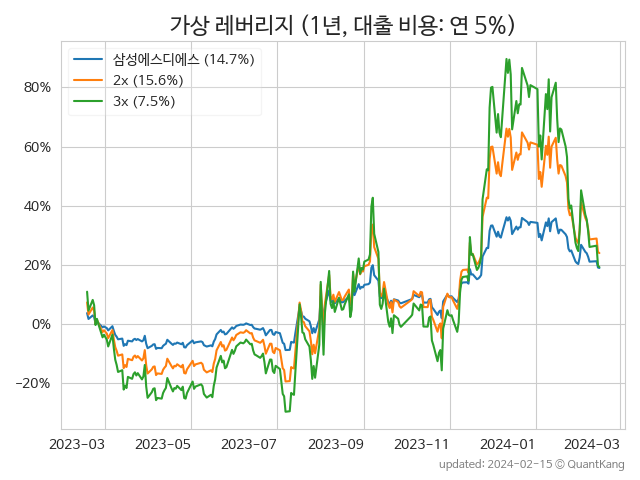 가상 레버리지 (1년, 대출 비용: 연 5%)
삼성에스디에스 (14.7%)
2x (15.6%)
3x (7.5%)
80%
60%
40%
20%
0%
−20%
2023-03 2023-05 2023-07 2023-09 2023-11 2024-01 2024-03
updated: 2024-02-15 © QuantKang